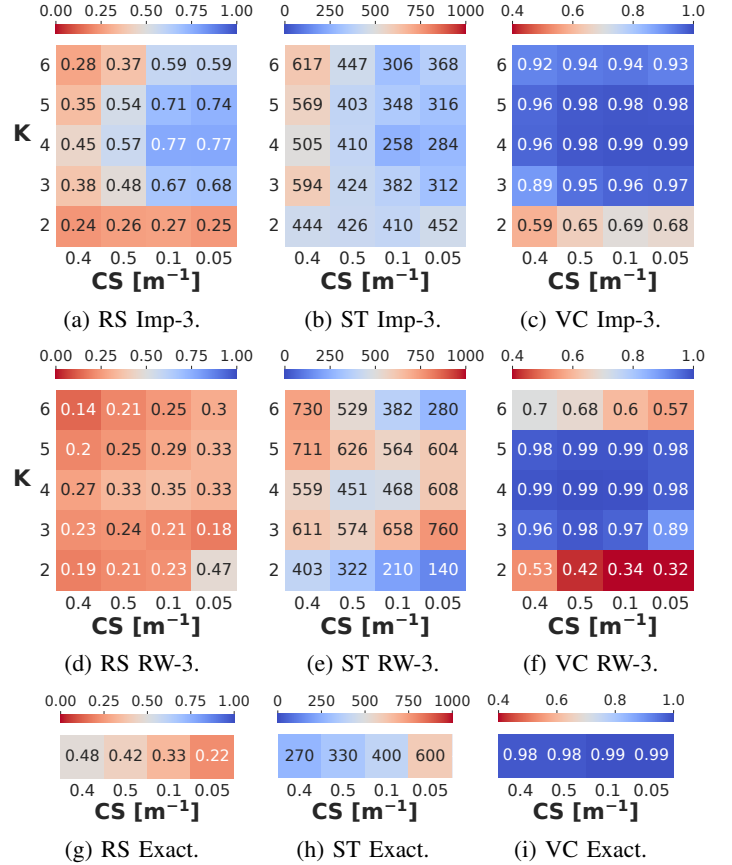 0.00 0.25 0.50 0.75 1.00 0 250 500 750 1000 0.4 0.6 0.8 1.0
6 0.28 0.37 0.59 0.59 6 617 447 306 368 6 0.92 0.94 0.94 0.93
5 0.35 0.54 0.71 0.74 5 569 403 348 316 5 0.96 0.98 0.98 0.98
K
4 0.45 0.57 0.77 0.77 4 505 410 258 284 4 0.96 0.98 0.99 0.99
3 0.38 0.48 0.67 0.68 3 594 424 382 312 3 0.89 0.95 0.96 0.97
2 0.24 0.26 0.27 0.25 2 444 426 410 452 2 0.59 0.65 0.69 0.68
0.4 0.5 0.1 0.05 0.4 0.5 0.1 0.05 0.4 0.5 0.1 0.05
CS [m⁻¹] CS [m⁻¹] CS [m⁻¹]
(a) RS Imp-3. (b) ST Imp-3. (c) VC Imp-3.
0.00 0.25 0.50 0.75 1.00 0 250 500 750 1000 0.4 0.6 0.8 1.0
6 0.14 0.21 0.25 0.3 6 730 529 382 280 6 0.7 0.68 0.6 0.57
5 0.2 0.25 0.29 0.33 5 711 626 564 604 5 0.98 0.99 0.99 0.98
K
4 0.27 0.33 0.35 0.33 4 559 451 468 608 4 0.99 0.99 0.99 0.98
3 0.23 0.24 0.21 0.18 3 611 574 658 760 3 0.96 0.98 0.97 0.89
2 0.19 0.21 0.23 0.47 2 403 322 210 140 2 0.53 0.42 0.34 0.32
0.4 0.5 0.1 0.05 0.4 0.5 0.1 0.05 0.4 0.5 0.1 0.05
CS [m⁻¹] CS [m⁻¹] CS [m⁻¹]
(d) RS RW-3. (e) ST RW-3. (f) VC RW-3.
0.00 0.25 0.50 0.75 1.00 0 250 500 750 1000 0.4 0.6 0.8 1.0
0.48 0.42 0.33 0.22 270 330 400 600 0.98 0.98 0.99 0.99
0.4 0.5 0.1 0.05 0.4 0.5 0.1 0.05 0.4 0.5 0.1 0.05
CS [m⁻¹] CS [m⁻¹] CS [m⁻¹]
(g) RS Exact. (h) ST Exact. (i) VC Exact.